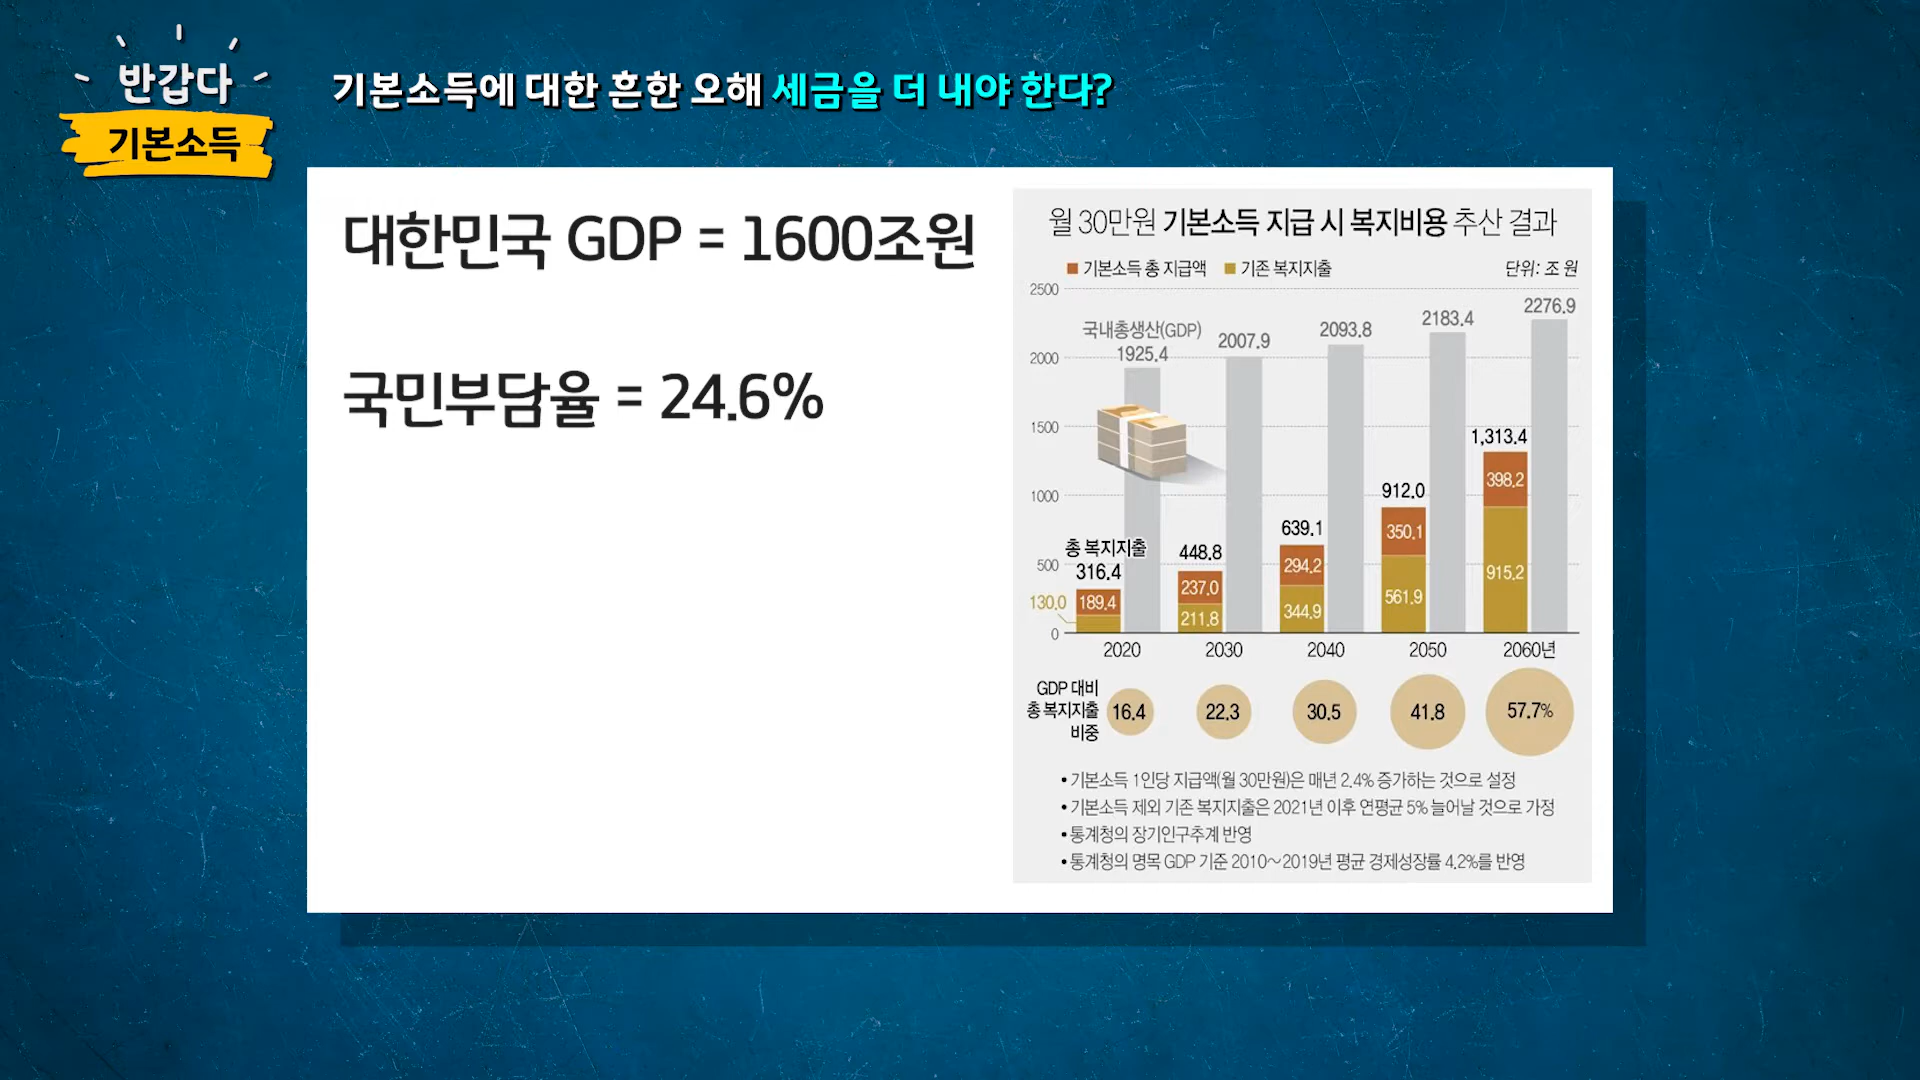 반갑다
기본소득
기본소득에 대한 흔한 오해 세금을 더 내야 한다?
대한민국 GDP = 1600조원
국민부담율 = 24.6%
월 30만원 기본소득 지급 시 복지비용 추산 결과
기본소득 총 지급액 기존 복지지출 단위: 조 원
2500
2000
1500
1000
500
0
국내총생산(GDP)
1925.4
2007.9
2093.8
2183.4
2276.9
총 복지지출
316.4
448.8
639.1
912.0
1,313.4
189.4
237.0
294.2
350.1
398.2
130.0
211.8
344.9
561.9
915.2
2020 2030 2040 2050 2060년
GDP 대비
총 복지지출
비중
16.4 22.3 30.5 41.8 57.7%
• 기본소득 1인당 지급액(월 30만원)은 매년 2.4% 증가하는 것으로 설정
• 기본소득 제외 기존 복지지출은 2021년 이후 연평균 5% 늘어날 것으로 가정
• 통계청의 장기인구추계 반영
• 통계청의 명목 GDP 기준 2010~2019년 평균 경제성장률 4.2%를 반영